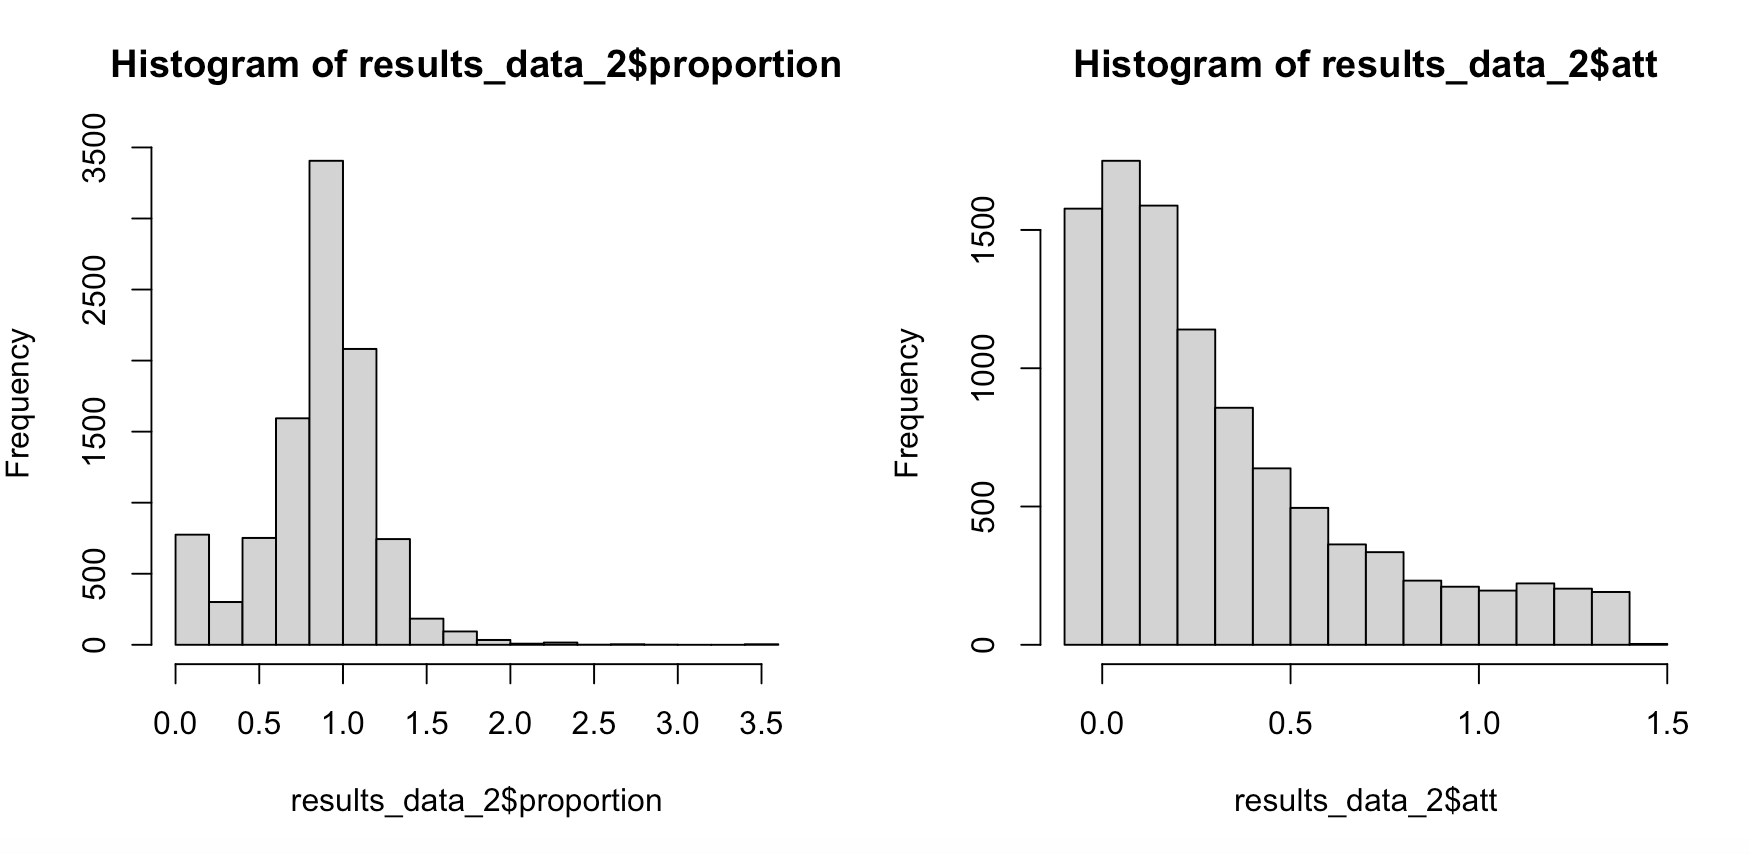 Histogram of results_data_2$proportion
Frequency
3500
2500
1500
500
0
0.0 0.5 1.0 1.5 2.0 2.5 3.0 3.5
results_data_2$proportion
Histogram of results_data_2$att
Frequency
1500
1000
500
0
0.0 0.5 1.0 1.5
results_data_2$att